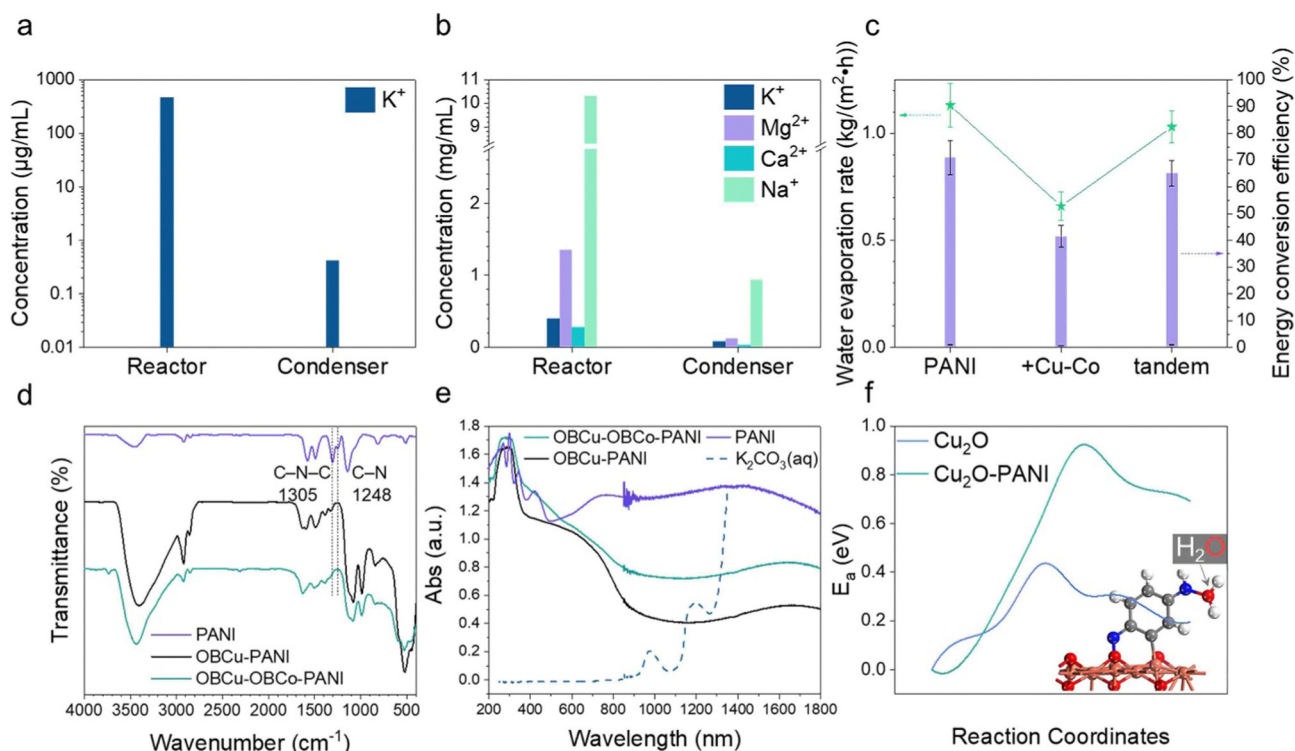 a
Concentration (µg/mL)
1000
100
10
1
0.1
0.01
K+
Reactor
Condenser
b
Concentration (mg/mL)
11
10
9
2
1
0
K+
Mg2+
Ca2+
Na+
Reactor
Condenser
c
Water evaporation rate (kg/(m2•h))
1.0
0.5
0.0
100
90
80
70
60
50
40
30
20
10
0
Energy conversion efficiency (%)
PANI
+Cu-Co
tandem
d
Transmittance (%)
C–N–C
1305
C–N
1248
PANI
OBCu-PANI
OBCu-OBCo-PANI
4000 3500 3000 2500 2000 1500 1000 500
Wavenumber (cm−1)
e
Abs (a.u.)
1.8
1.6
1.4
1.2
1.0
0.8
0.6
0.4
0.2
0.0
OBCu-OBCo-PANI
OBCu-PANI
PANI
K2CO3(aq)
200 400 600 800 1000 1200 1400 1600 1800
Wavelength (nm)
f
Ea (eV)
1.0
0.8
0.6
0.4
0.2
0.0
Cu2O
Cu2O-PANI
H2O
Reaction Coordinates